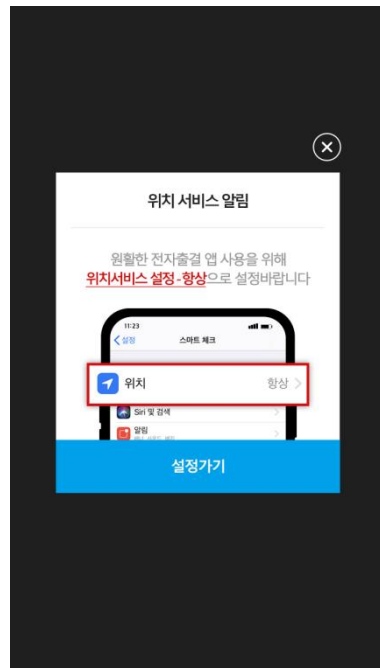 위치 서비스 알림
원활한 전자출결 앱 사용을 위해
위치서비스 설정-항상으로 설정바랍니다
11:23
설정 스마트 체크
위치 항상
Siri 및 검색
알림
설정가기